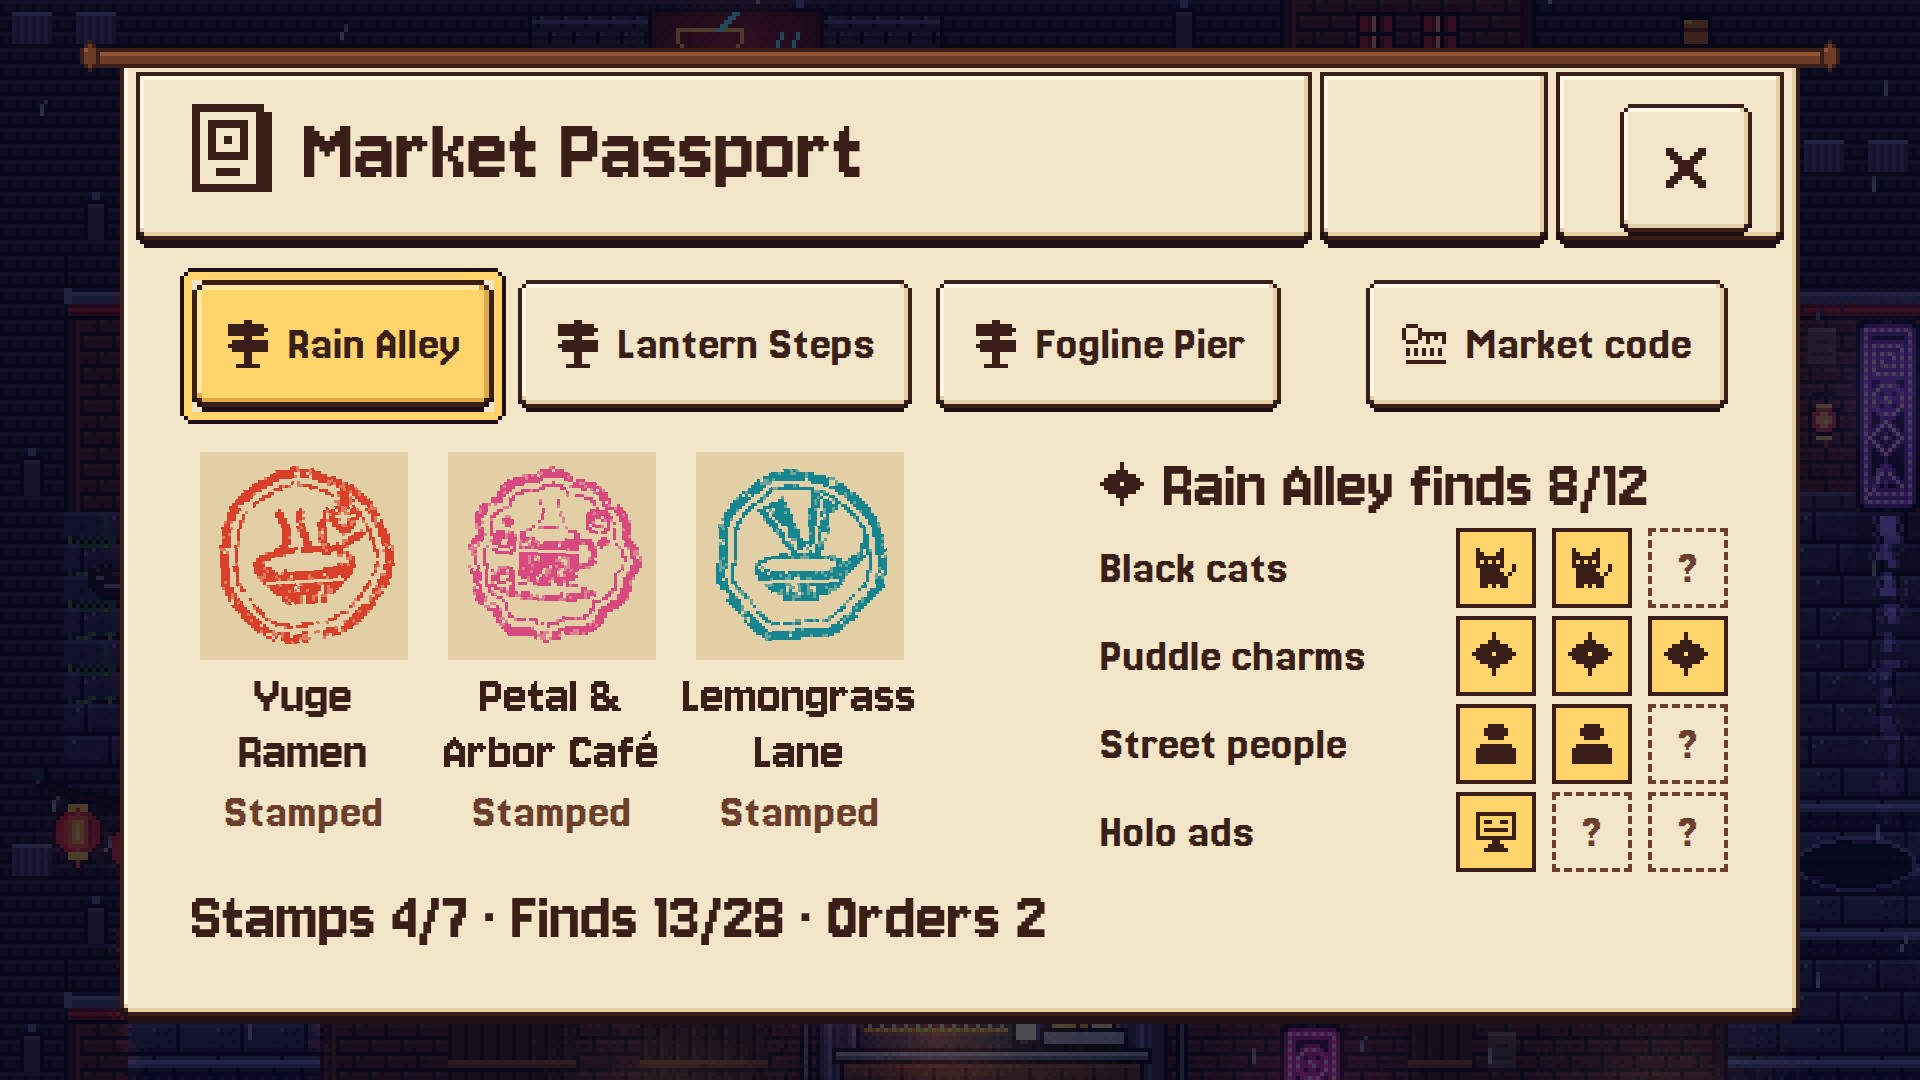 Market Passport
Rain Alley
Lantern Steps
Fogline Pier
Market code
Yuge
Ramen
Stamped
Petal &
Arbor Café
Stamped
Lemongrass
Lane
Stamped
Rain Alley finds 8/12
Black cats
?
Puddle charms
Street people
?
Holo ads
? ?
Stamps 4/7 · Finds 13/28 · Orders 2